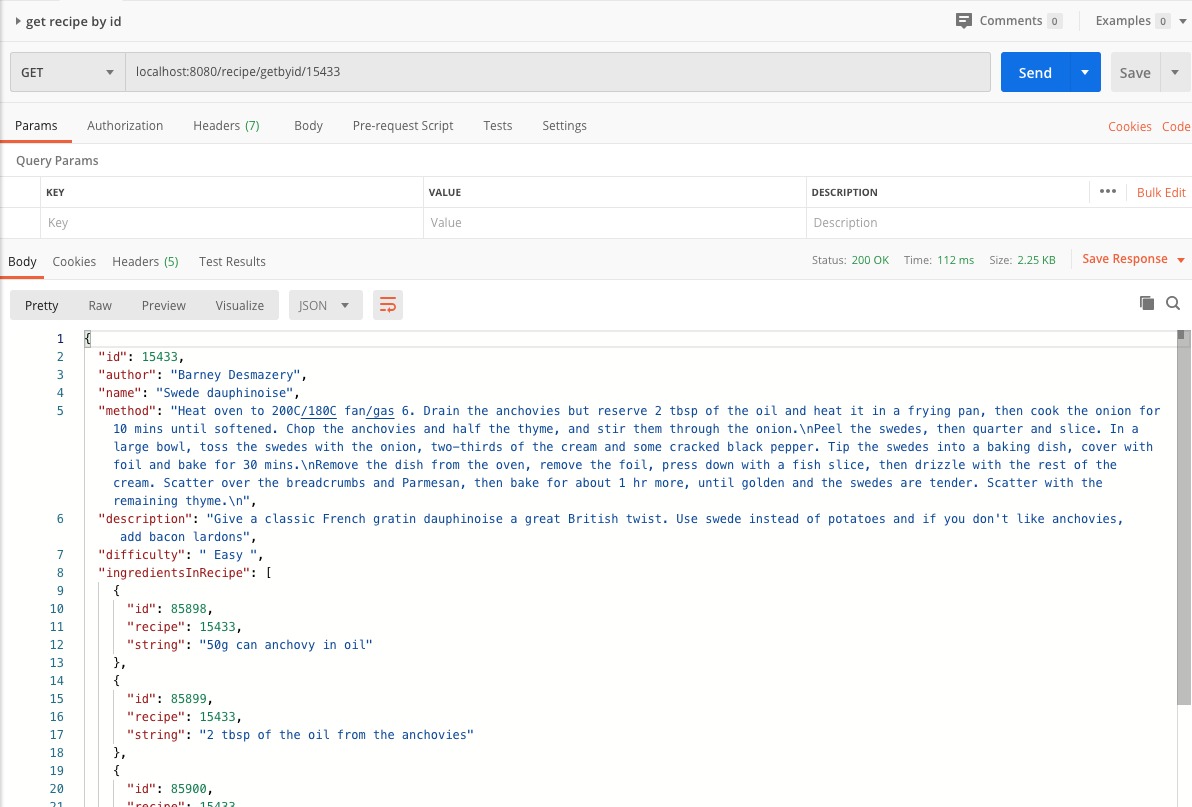 get recipe by id
Comments 0
Examples 0
GET
localhost:8080/recipe/getbyid/15433
Send
Save
Params
Authorization
Headers (7)
Body
Pre-request Script
Tests
Settings
Cookies
Code
Query Params
KEY
VALUE
DESCRIPTION
•••
Bulk Edit
Key
Value
Description
Body
Cookies
Headers (5)
Test Results
Status: 200 OK
Time: 112 ms
Size: 2.25 KB
Save Response
Pretty
Raw
Preview
Visualize
JSON
1 {
2 "id": 15433,
3 "author": "Barney Desmazery",
4 "name": "Swede dauphinoise",
5 "method": "Heat oven to 200C/180C fan/gas 6. Drain the anchovies but reserve 2 tbsp of the oil and heat it in a frying pan, then cook the onion for
10 mins until softened. Chop the anchovies and half the thyme, and stir them through the onion.\nPeel the swedes, then quarter and slice. In a
large bowl, toss the swedes with the onion, two-thirds of the cream and some cracked black pepper. Tip the swedes into a baking dish, cover with
foil and bake for 30 mins.\nRemove the dish from the oven, remove the foil, press down with a fish slice, then drizzle with the rest of the
cream. Scatter over the breadcrumbs and Parmesan, then bake for about 1 hr more, until golden and the swedes are tender. Scatter with the
remaining thyme.\n",
6 "description": "Give a classic French gratin dauphinoise a great British twist. Use swede instead of potatoes and if you don't like anchovies,
add bacon lardons",
7 "difficulty": " Easy ",
8 "ingredientsInRecipe": [
9 {
10 "id": 85898,
11 "recipe": 15433,
12 "string": "50g can anchovy in oil"
13 },
14 {
15 "id": 85899,
16 "recipe": 15433,
17 "string": "2 tbsp of the oil from the anchovies"
18 },
19 {
20 "id": 85900,
21 "recipe": 15433,